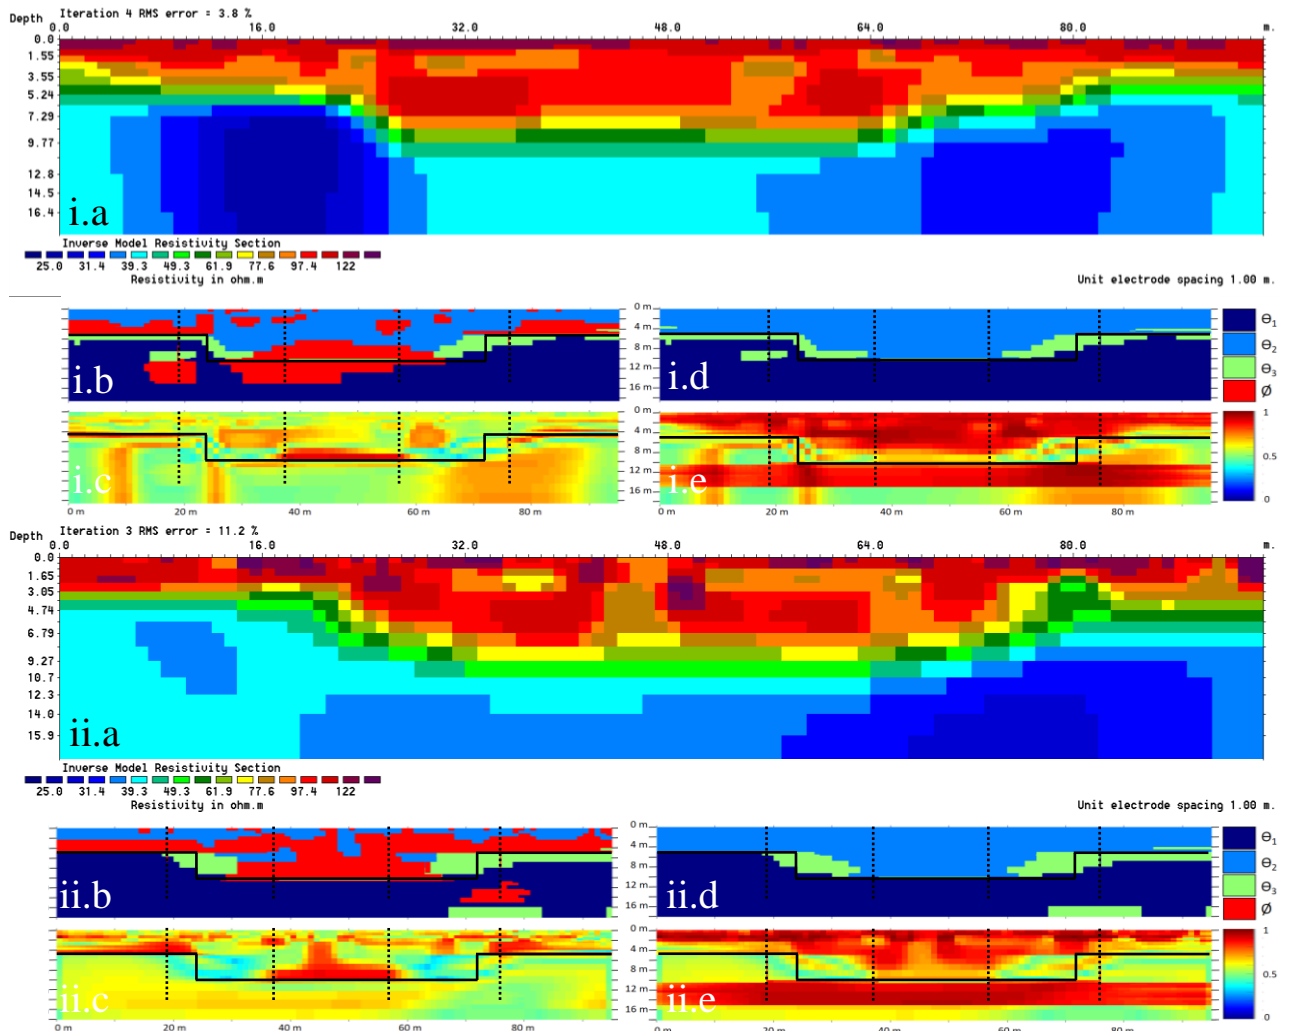 Depth Iteration 4 RMS error = 3.8 %
0.0 16.0 32.0 48.0 64.0 80.0 m.
0.0
1.55
3.55
5.24
7.29
9.77
12.8
14.5
16.4
i.a
Inverse Model Resistivity Section
25.0 31.4 39.3 49.3 61.9 77.6 97.4 122
Resistivity in ohm.m
Unit electrode spacing 1.00 m.
i.b
0 m
4 m
8 m
12 m
16 m
i.d
Θ1
Θ2
Θ3
Ø
i.c
0 m
4 m
8 m
12 m
16 m
i.e
1
0.5
0
0 m 20 m 40 m 60 m 80 m
0 m 20 m 40 m 60 m 80 m
Depth Iteration 3 RMS error = 11.2 %
0.0 16.0 32.0 48.0 64.0 80.0 m.
0.0
1.65
3.05
4.74
6.79
9.27
10.7
12.3
14.0
15.9
ii.a
Inverse Model Resistivity Section
25.0 31.4 39.3 49.3 61.9 77.6 97.4 122
Resistivity in ohm.m
Unit electrode spacing 1.00 m.
ii.b
0 m
4 m
8 m
12 m
16 m
ii.d
Θ1
Θ2
Θ3
Ø
ii.c
0 m
4 m
8 m
12 m
16 m
ii.e
1
0.5
0
0 m 20 m 40 m 60 m 80 m
0 m 20 m 40 m 60 m 80 m